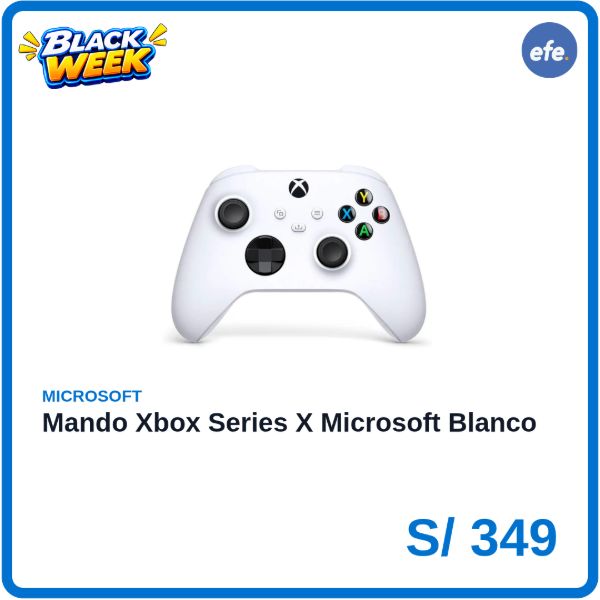 BLACK
WEEK
efe.
Y
X
A
MICROSOFT
Mando Xbox Series X Microsoft Blanco
S/ 349